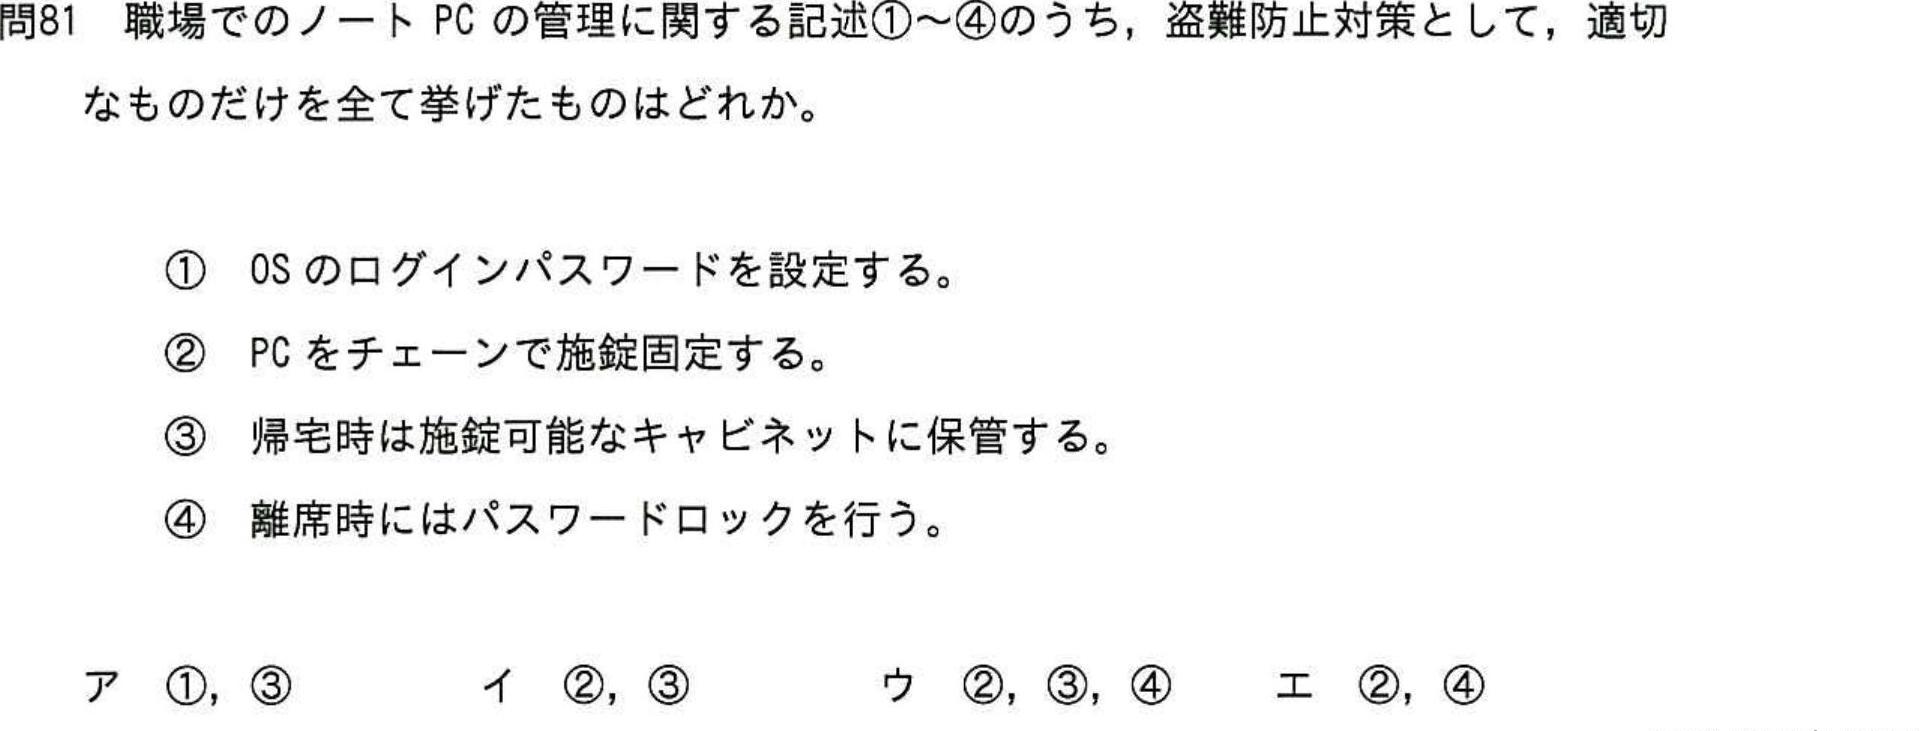 問81 職場でのノート PC の管理に関する記述①~④のうち，盗難防止対策として，適切
なものだけを全て挙げたものはどれか。
① OS のログインパスワードを設定する。
② PC をチェーンで施錠固定する。
③ 帰宅時は施錠可能なキャビネットに保管する。
④ 離席時にはパスワードロックを行う。
ア ①，③ イ ②，③ ウ ②，③，④ エ ②，④